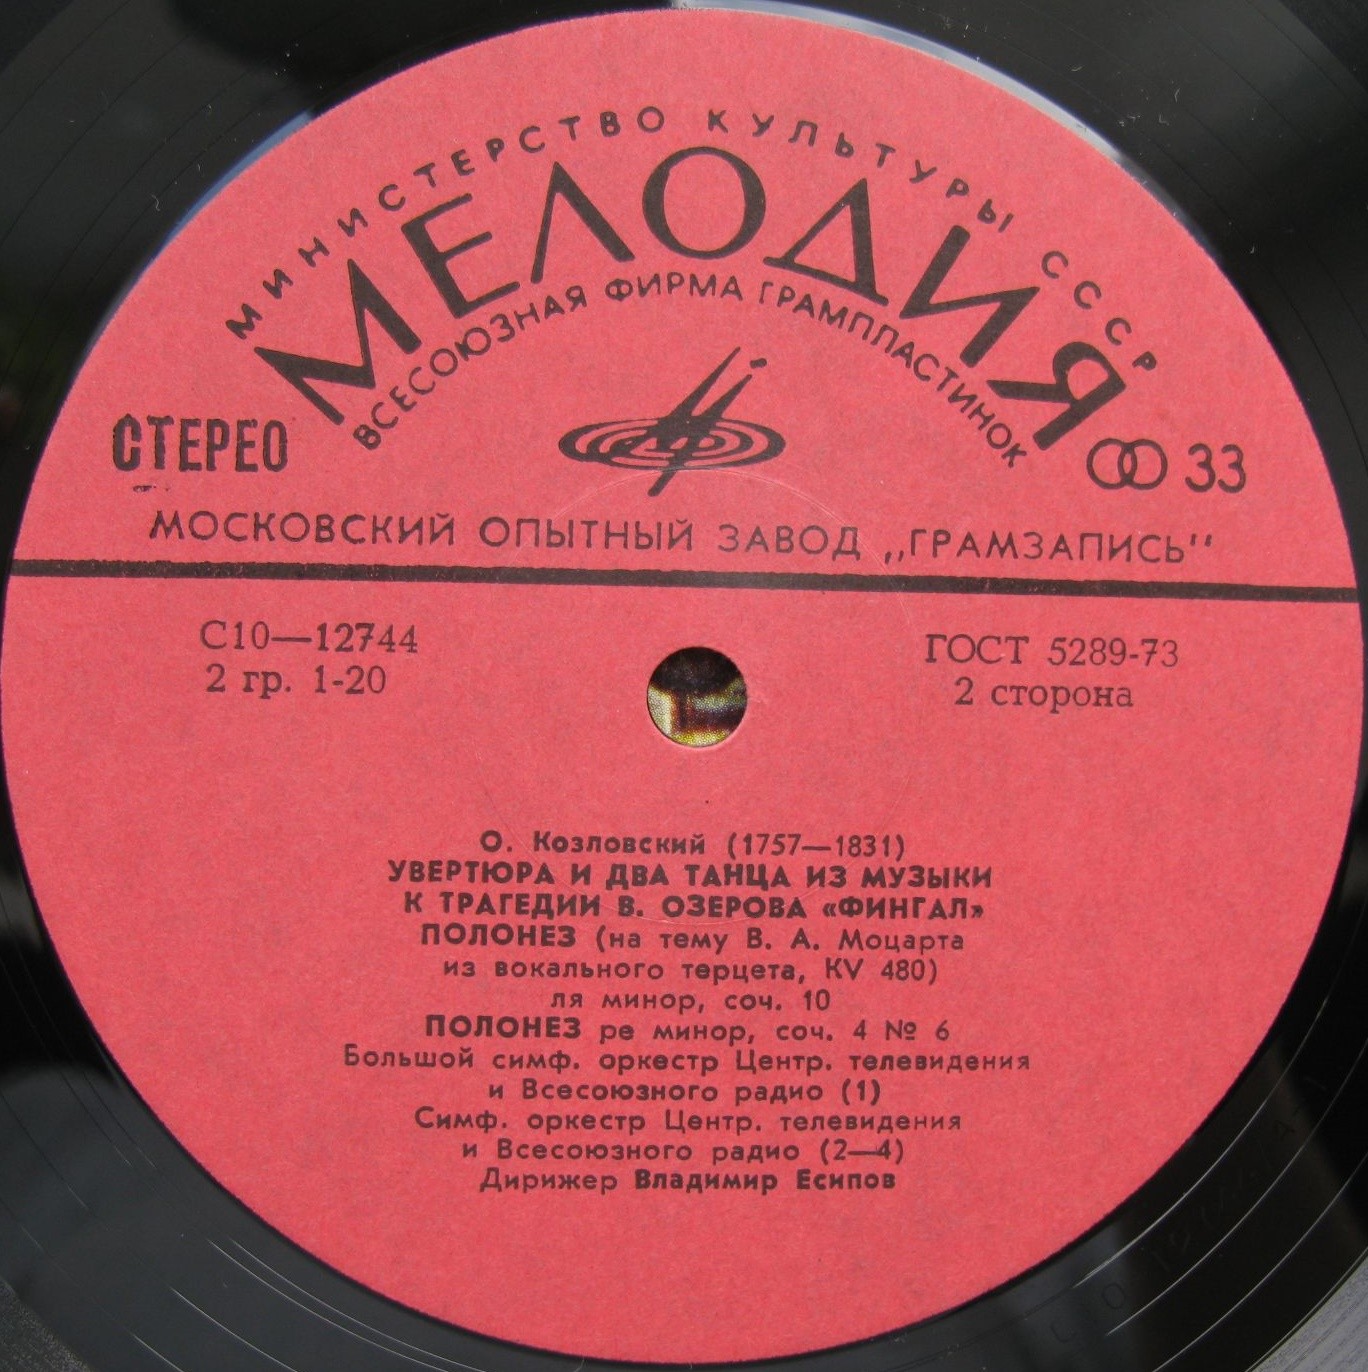 МИНИСТЕРСТВО КУЛЬТУРЫ СССР
МЕЛОДИЯ
ВСЕСОЮЗНАЯ ФИРМА ГРАМПЛАСТИНОК
СТЕРЕО
33
МОСКОВСКИЙ ОПЫТНЫЙ ЗАВОД „ГРАМЗАПИСЬ"
С10—12744
2 гр. 1-20
ГОСТ 5289-73
2 сторона
О. Козловский (1757—1831)
УВЕРТЮРА И ДВА ТАНЦА ИЗ МУЗЫКИ
К ТРАГЕДИИ В. ОЗЕРОВА «ФИНГАЛ»
ПОЛОНЕЗ (на тему В. А. Моцарта
из вокального терцета, KV 480)
ля минор, соч. 10
ПОЛОНЕЗ ре минор, соч. 4 № 6
Большой симф. оркестр Центр. телевидения
и Всесоюзного радио (1)
Симф. оркестр Центр. телевидения
и Всесоюзного радио (2—4)
Дирижер Владимир Есипов